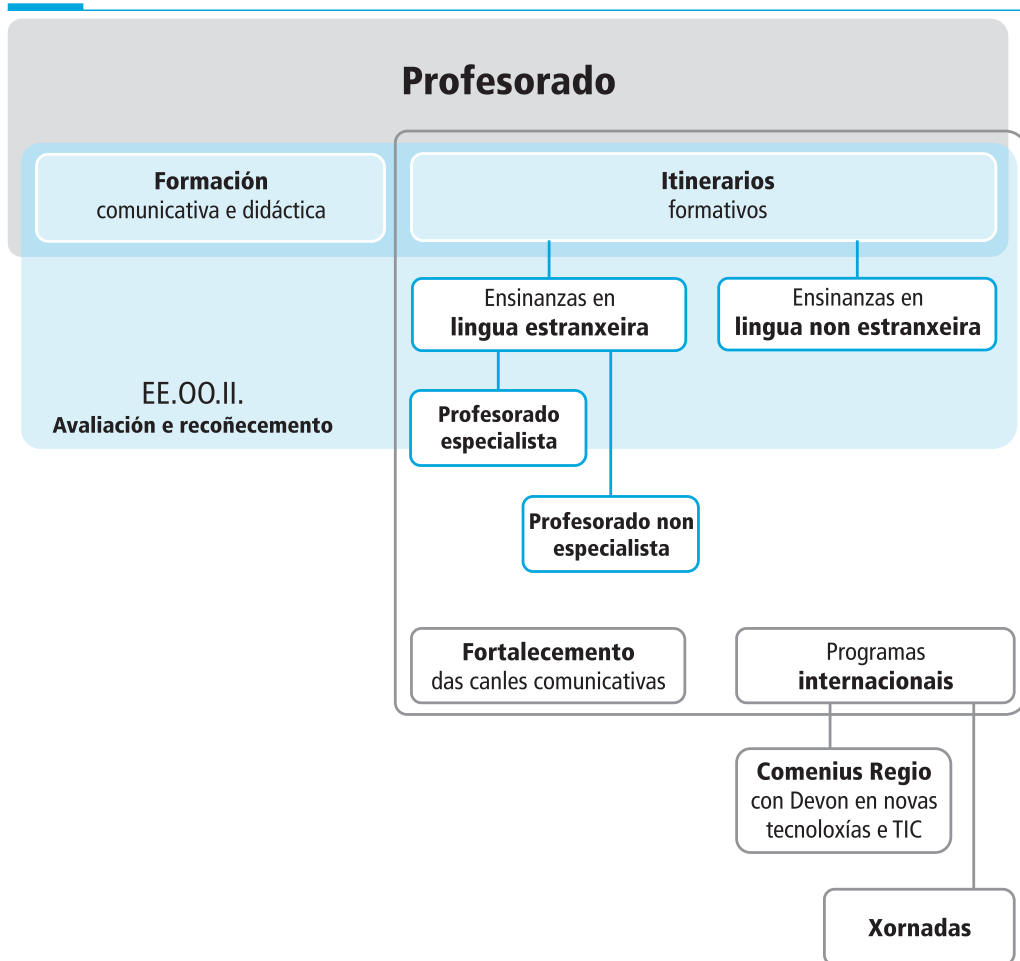 Profesorado
Formación
comunicativa e didáctica
Itinerarios
formativos
Ensinanzas en
lingua estranxeira
Ensinanzas en
lingua non estranxeira
EE.OO.II.
Avaliación e recoñecemento
Profesorado
especialista
Profesorado non
especialista
Fortalecemento
das canles comunicativas
Programas
internacionais
Comenius Regio
con Devon en novas
tecnoloxías e TIC
Xornadas